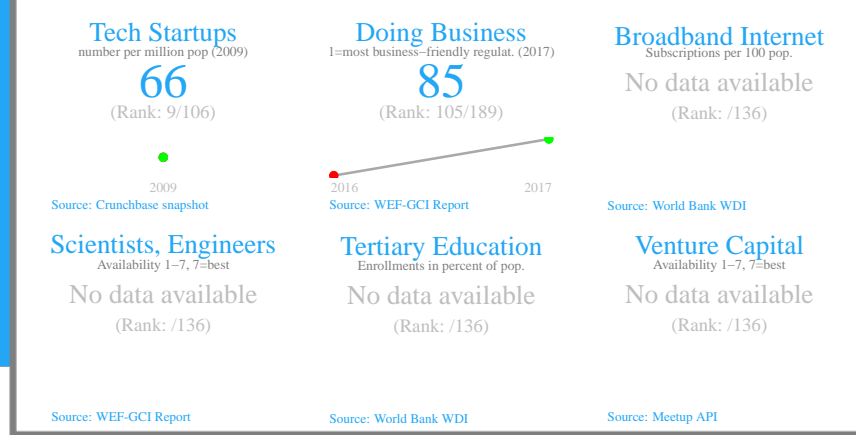 Tech Startups
number per million pop (2009)
66
(Rank: 9/106)
2009
Source: Crunchbase snapshot
Doing Business
1=most business−friendly regulat. (2017)
85
(Rank: 105/189)
2016 2017
Source: WEF-GCI Report
Broadband Internet
Subscriptions per 100 pop.
No data available
(Rank: /136)
Source: World Bank WDI
Scientists, Engineers
Availability 1−7, 7=best
No data available
(Rank: /136)
Source: WEF-GCI Report
Tertiary Education
Enrollments in percent of pop.
No data available
(Rank: /136)
Source: World Bank WDI
Venture Capital
Availability 1−7, 7=best
No data available
(Rank: /136)
Source: Meetup API